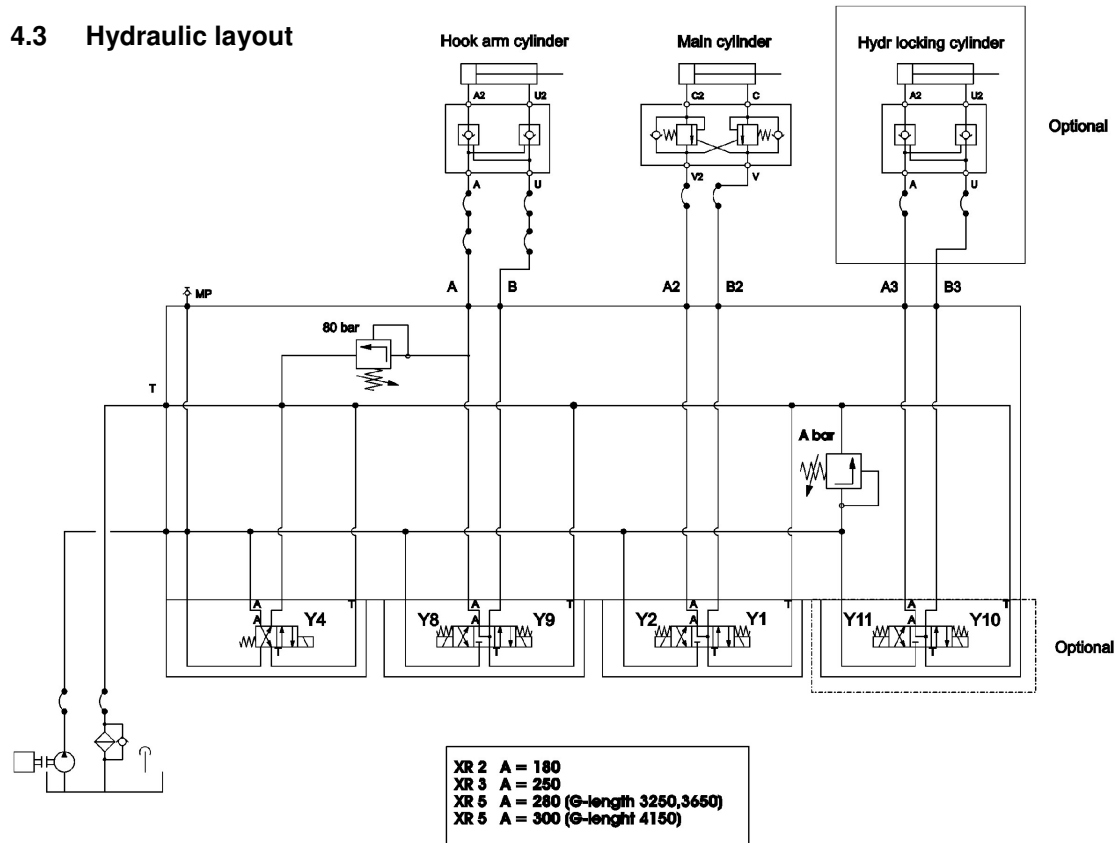 4.3 Hydraulic layout
Hook arm cylinder
Main cylinder
Hydr locking cylinder
A2 U2
C2 C
A2 U2
Optional
A U
V2 V
A U
A B
A2 B2
A3 B3
MP
80 bar
T
A bar
A T
A T
A T
A T
Y4
A
Y8 Y9
A
Y2 Y1
A
Y11 Y10
A
T
T
T
T
Optional
XR 2 A = 180
XR 3 A = 250
XR 5 A = 280 (G-length 3250,3650)
XR 5 A = 300 (G-lenght 4150)